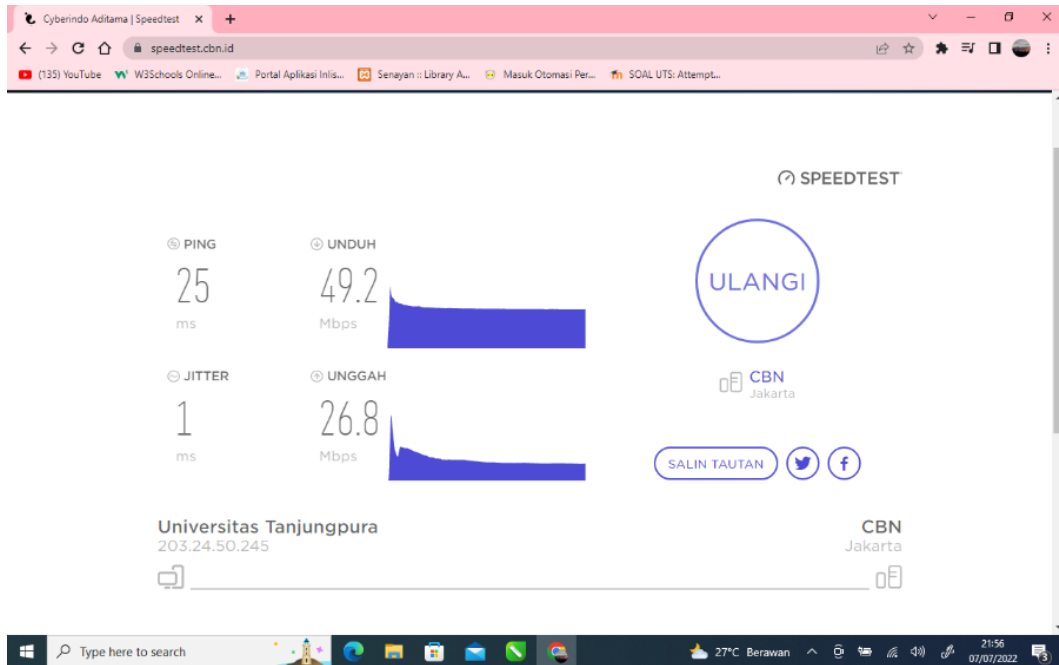 Cyberindo Aditama | Speedtest
speedtest.cbn.id
(135) YouTube W3Schools Online... Portal Aplikasi Inlis... Senayan :: Library A... Masuk Otomasi Per... SOAL UTS: Attempt...
SPEEDTEST
PING UNDUH
25 49.2
ms Mbps
ULANGI
JITTER UNGGAH
1 26.8
ms Mbps
CBN
Jakarta
SALIN TAUTAN
Universitas Tanjungpura
203.24.50.245
CBN
Jakarta
Type here to search
27°C Berawan
21:56
07/07/2022
3